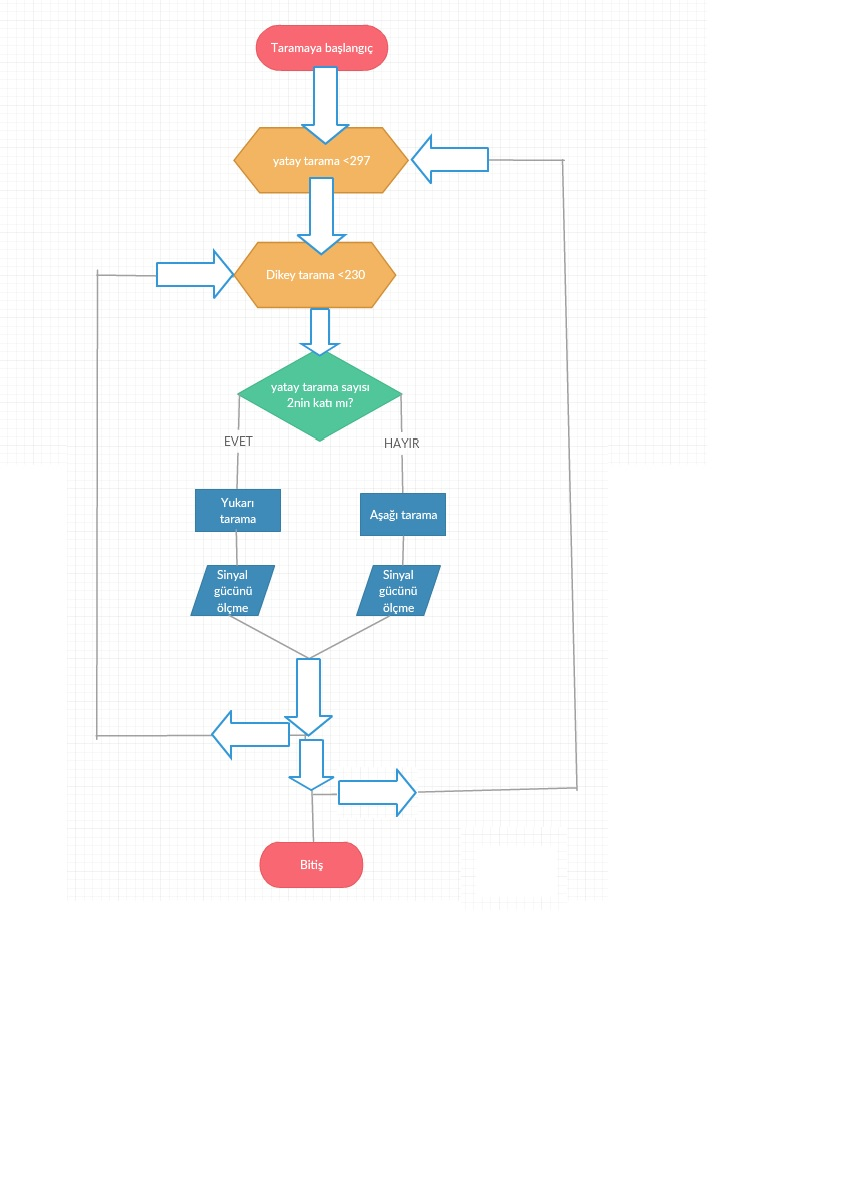 Taramaya başlangıç
yatay tarama <297
Dikey tarama <230
yatay tarama sayısı
2nin katı mı?
EVET
HAYIR
Yukarı
tarama
Aşağı tarama
Sinyal
gücünü
ölçme
Sinyal
gücünü
ölçme
Bitiş